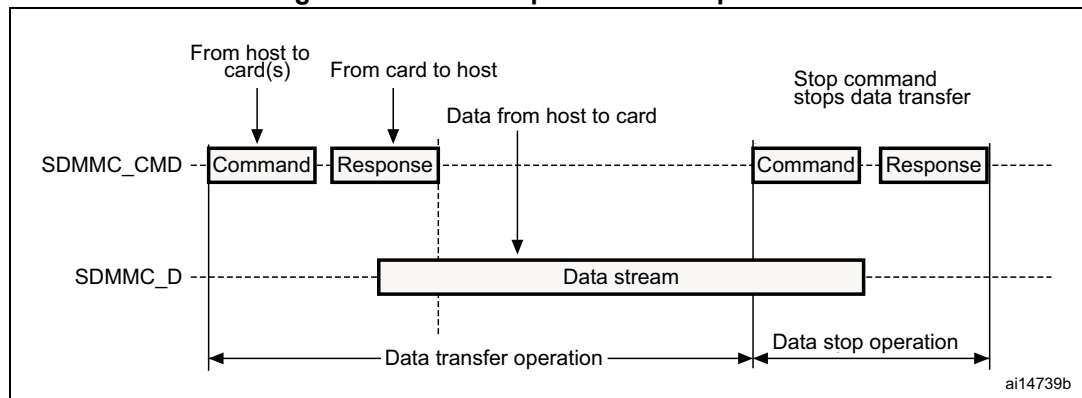 From host to
card(s)
From card to host
Stop command
stops data transfer
Data from host to card
SDMMC_CMD
Command
Response
Command
Response
SDMMC_D
Data stream
Data transfer operation
Data stop operation
ai14739b